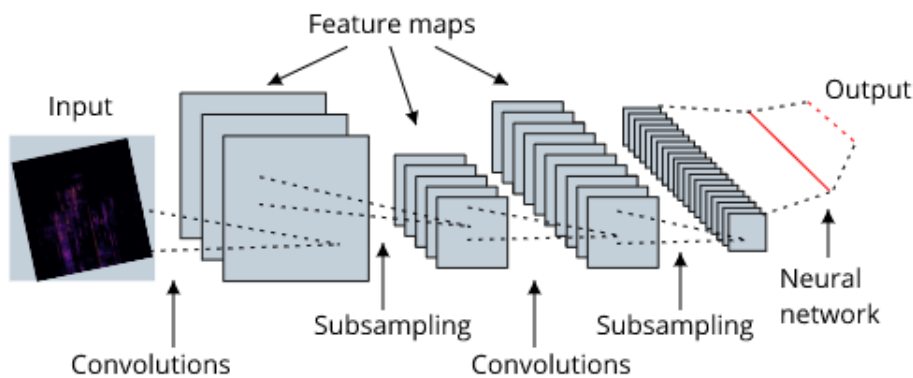 Feature maps
Input
Output
Subsampling
Subsampling
Neural
network
Convolutions
Convolutions